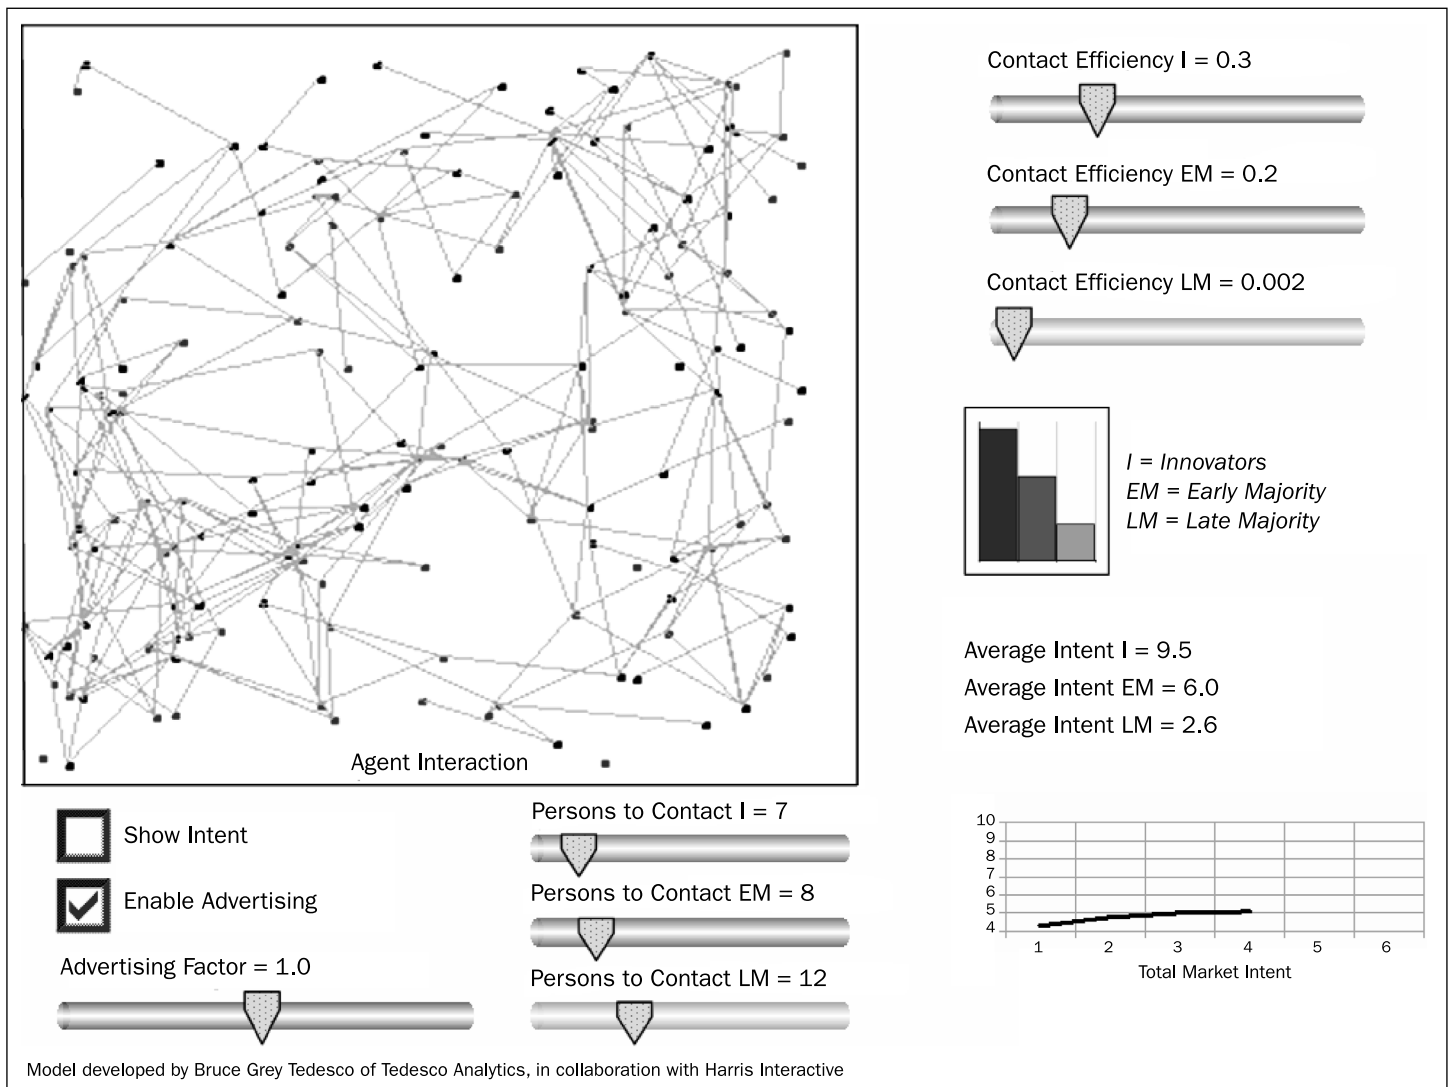 Contact Efficiency I = 0.3
Contact Efficiency EM = 0.2
Contact Efficiency LM = 0.002
I = Innovators
EM = Early Majority
LM = Late Majority
Average Intent I = 9.5
Average Intent EM = 6.0
Average Intent LM = 2.6
Agent Interaction
Show Intent
Enable Advertising
Advertising Factor = 1.0
Persons to Contact I = 7
Persons to Contact EM = 8
Persons to Contact LM = 12
10
9
8
7
6
5
4
1 2 3 4 5 6
Total Market Intent
Model developed by Bruce Grey Tedesco of Tedesco Analytics, in collaboration with Harris Interactive